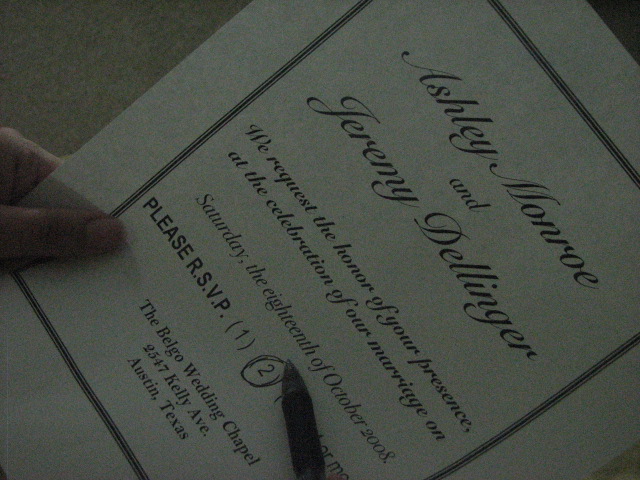 Ashley Monroe
and
Jeremy Dellinger
We request the honor of your presence,
at the celebration of our marriage on
Saturday, the eighteenth of October 2008.
PLEASE R.S.V.P. (1) (2) (
The Belgo Wedding Chapel
2547 Kelly Ave.
Austin, Texas